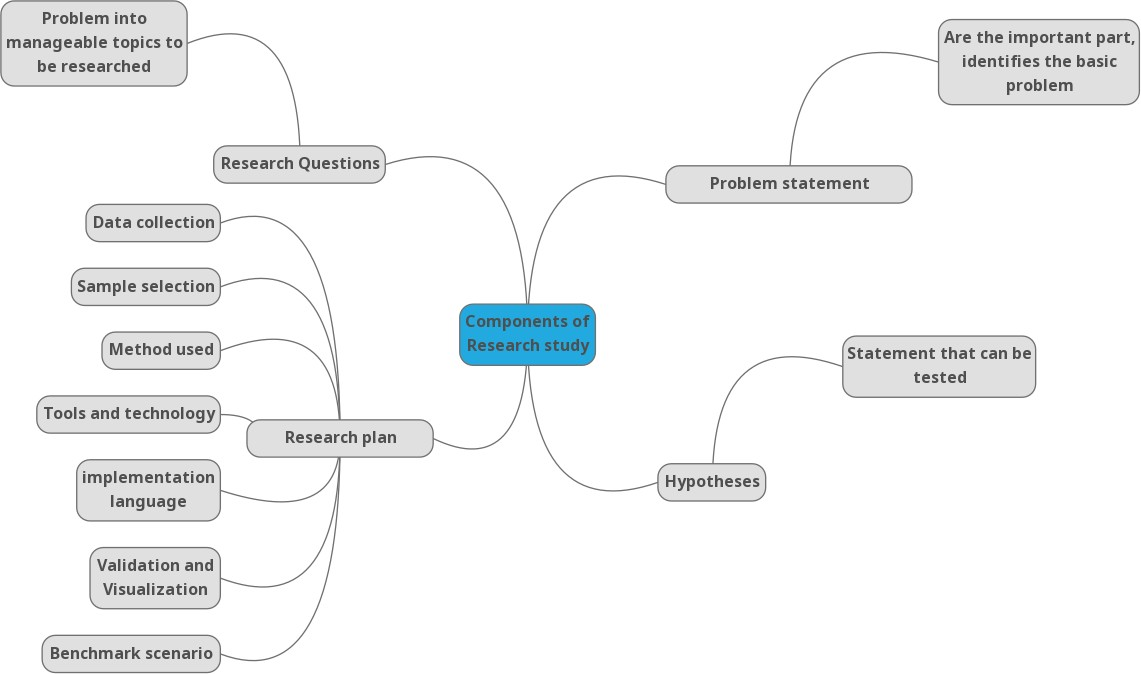 Problem into
manageable topics to
be researched
Are the important part,
identifies the basic
problem
Research Questions
Problem statement
Data collection
Sample selection
Method used
Tools and technology
Research plan
implementation
language
Validation and
Visualization
Benchmark scenario
Components of
Research study
Statement that can be
tested
Hypotheses